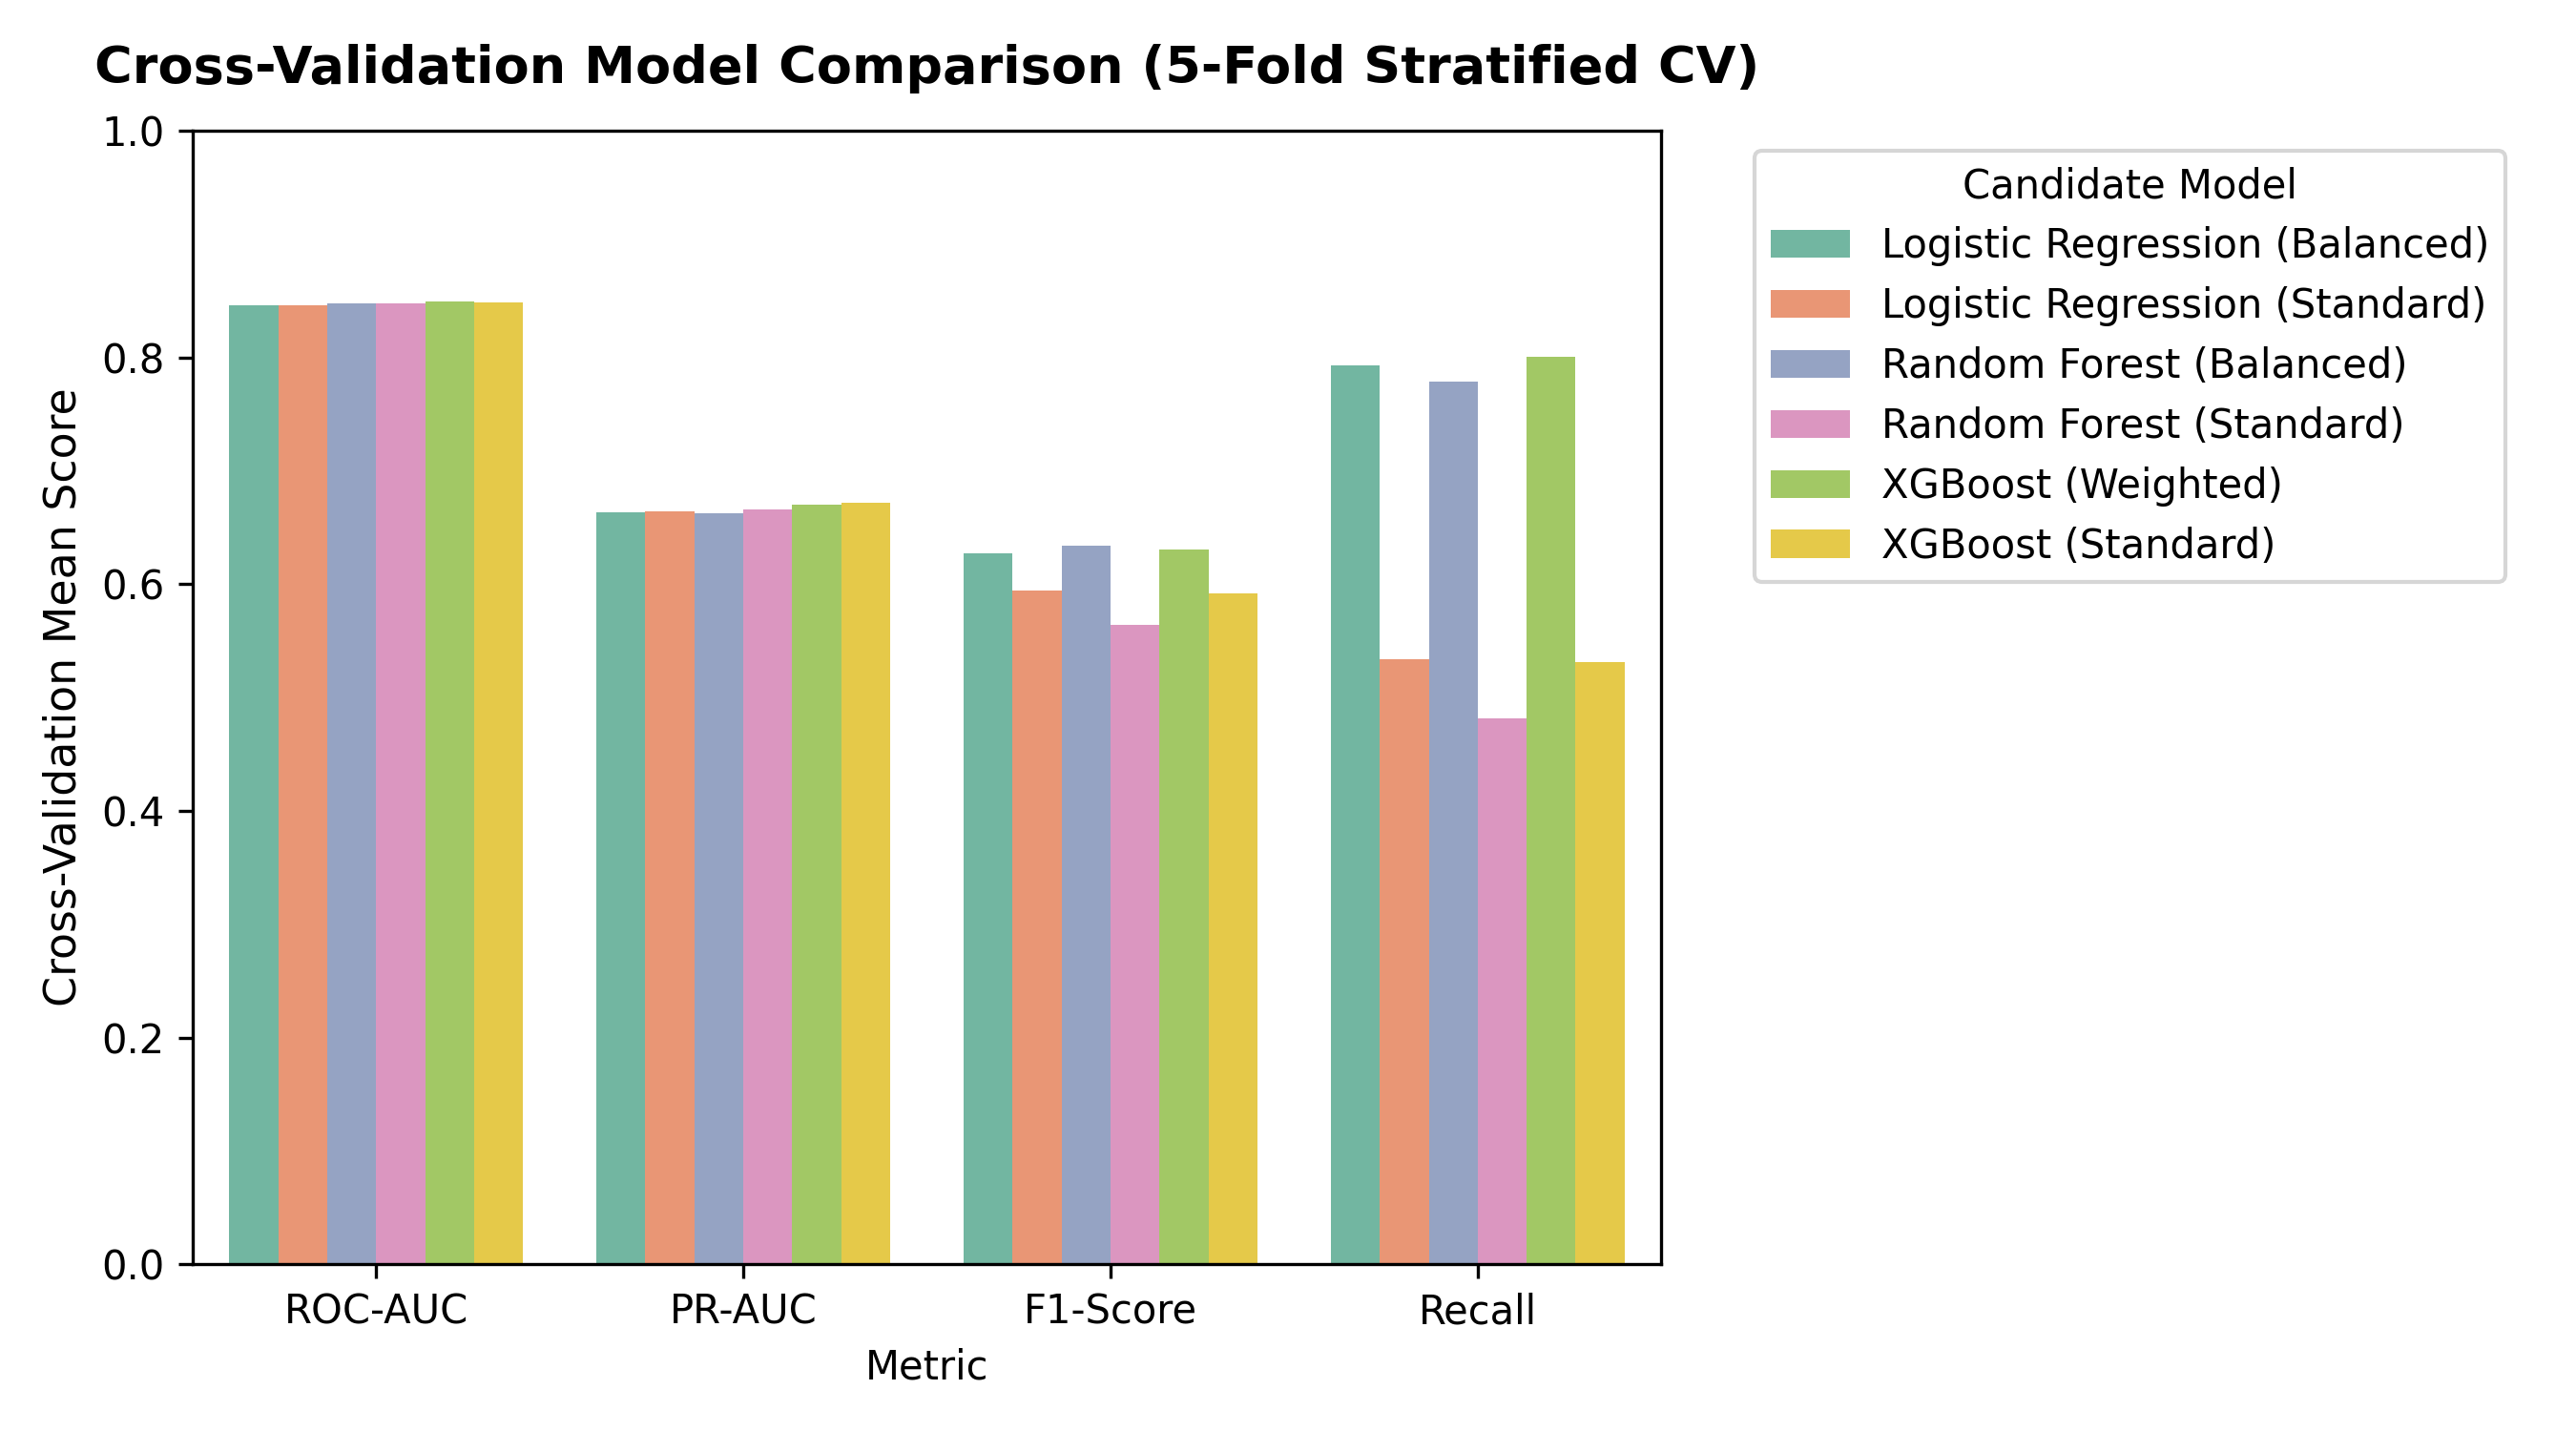 Cross-Validation Model Comparison (5-Fold Stratified CV)
Cross-Validation Mean Score
1.0
0.8
0.6
0.4
0.2
0.0
ROC-AUC
PR-AUC
F1-Score
Recall
Metric
Candidate Model
Logistic Regression (Balanced)
Logistic Regression (Standard)
Random Forest (Balanced)
Random Forest (Standard)
XGBoost (Weighted)
XGBoost (Standard)